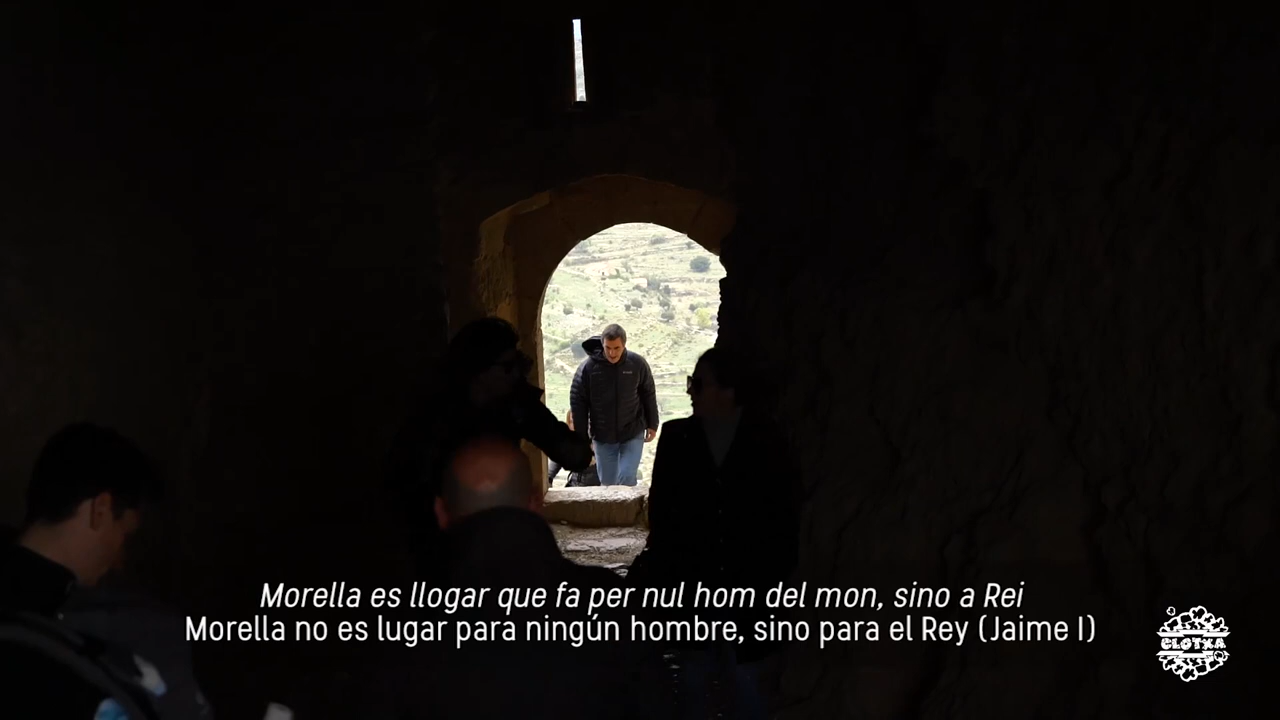 Morella es llogar que fa per nul hom del mon, sino a Rei
Morella no es lugar para ningún hombre, sino para el Rey (Jaime I)
CLOTXA